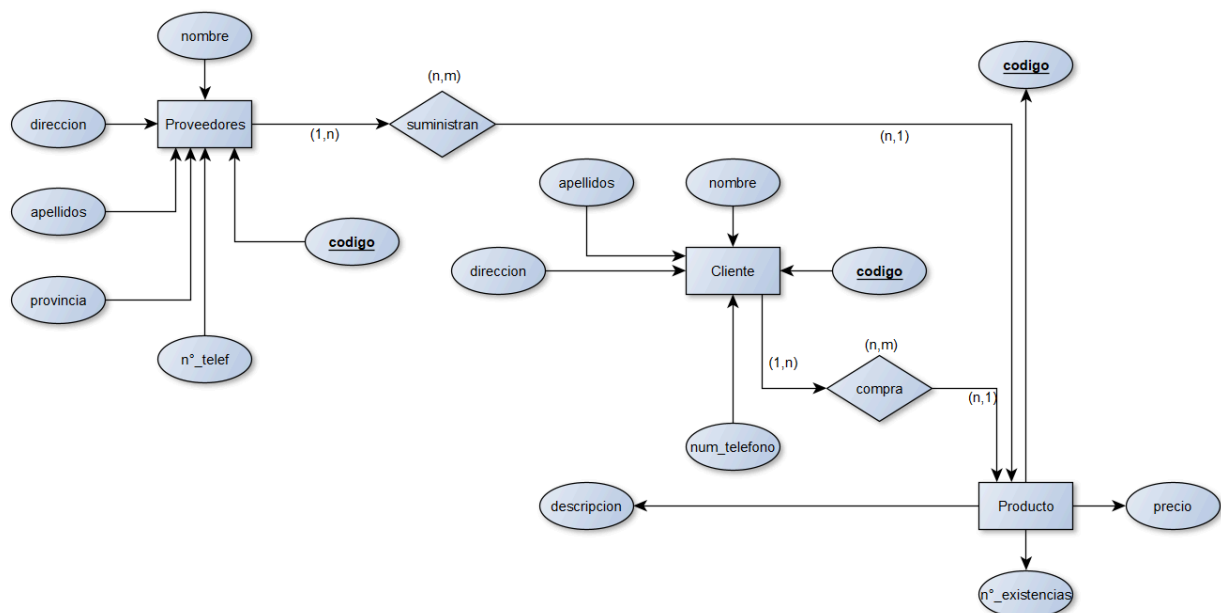 nombre
codigo
(n,m)
direccion
Proveedores
suministran
(1,n)
(n,1)
apellidos
nombre
apellidos
codigo
direccion
Cliente
codigo
provincia
n°_telef
(1,n)
(n,m)
compra
(n,1)
num_telefono
descripcion
Producto
precio
n°_existencias